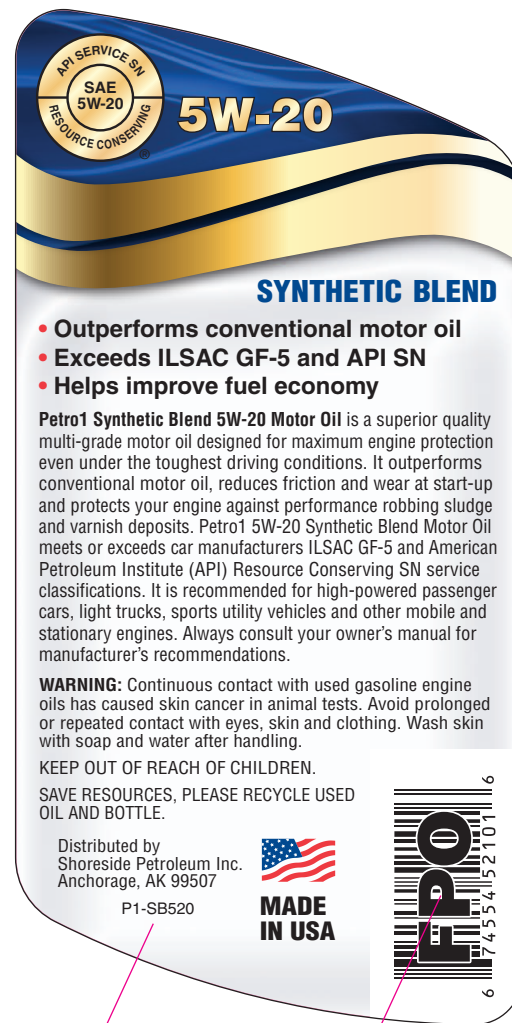 API SERVICE SN
SAE
5W-20
RESOURCE CONSERVING
®
5W-20
SYNTHETIC BLEND
• Outperforms conventional motor oil
• Exceeds ILSAC GF-5 and API SN
• Helps improve fuel economy
Petro1 Synthetic Blend 5W-20 Motor Oil is a superior quality
multi-grade motor oil designed for maximum engine protection
even under the toughest driving conditions. It outperforms
conventional motor oil, reduces friction and wear at start-up
and protects your engine against performance robbing sludge
and varnish deposits. Petro1 5W-20 Synthetic Blend Motor Oil
meets or exceeds car manufacturers ILSAC GF-5 and American
Petroleum Institute (API) Resource Conserving SN service
classifications. It is recommended for high-powered passenger
cars, light trucks, sports utility vehicles and other mobile and
stationary engines. Always consult your owner’s manual for
manufacturer’s recommendations.
WARNING: Continuous contact with used gasoline engine
oils has caused skin cancer in animal tests. Avoid prolonged
or repeated contact with eyes, skin and clothing. Wash skin
with soap and water after handling.
KEEP OUT OF REACH OF CHILDREN.
SAVE RESOURCES, PLEASE RECYCLE USED
OIL AND BOTTLE.
Distributed by
Shoreside Petroleum Inc.
Anchorage, AK 99507
P1-SB520
MADE
IN USA
FPO
6 74554 52101 6